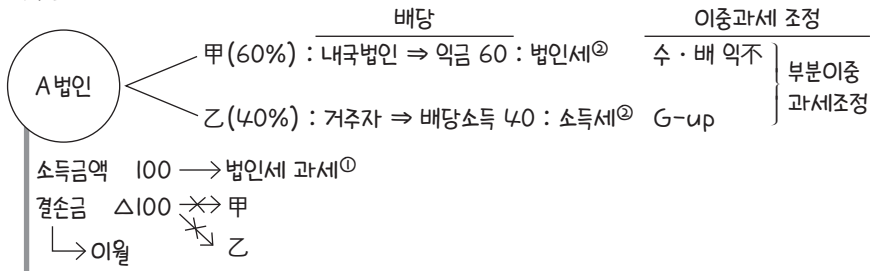 배당 이중과세 조정
甲(60%) : 내국법인 ⇒ 익금 60 : 법인세② 수·배 익不
A법인 부분이중
과세조정
乙(40%) : 거주자 ⇒ 배당소득 40 : 소득세② G-up
소득금액 100 → 법인세 과세①
결손금 △100 → 甲
이월 乙